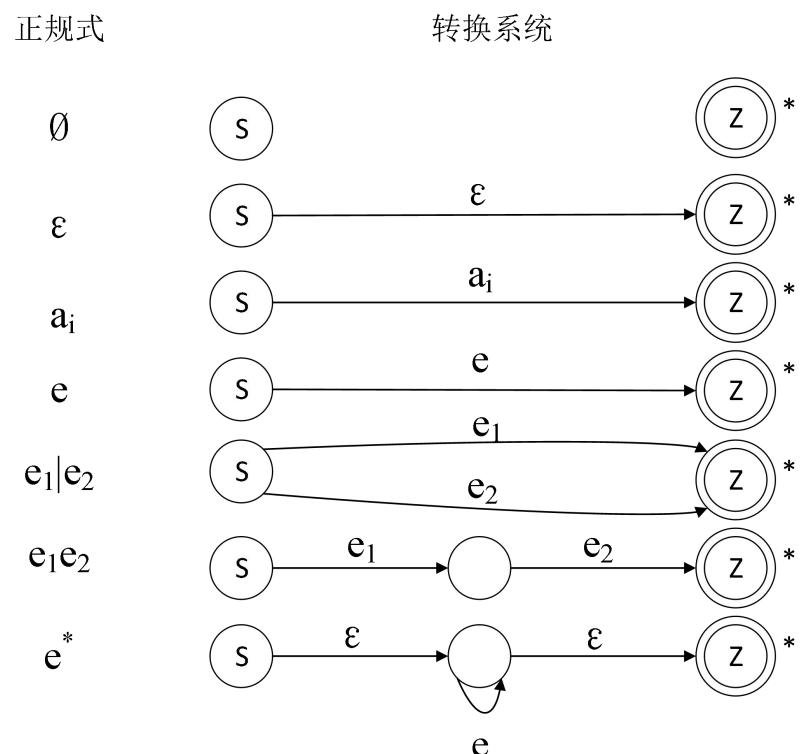 正规式 转换系统
∅ S Z *
ε S ε Z *
aᵢ S aᵢ Z *
e S e Z *
e₁|e₂ S e₁ e₂ Z *
e₁e₂ S e₁ e₂ Z *
e* S ε ε Z *
e